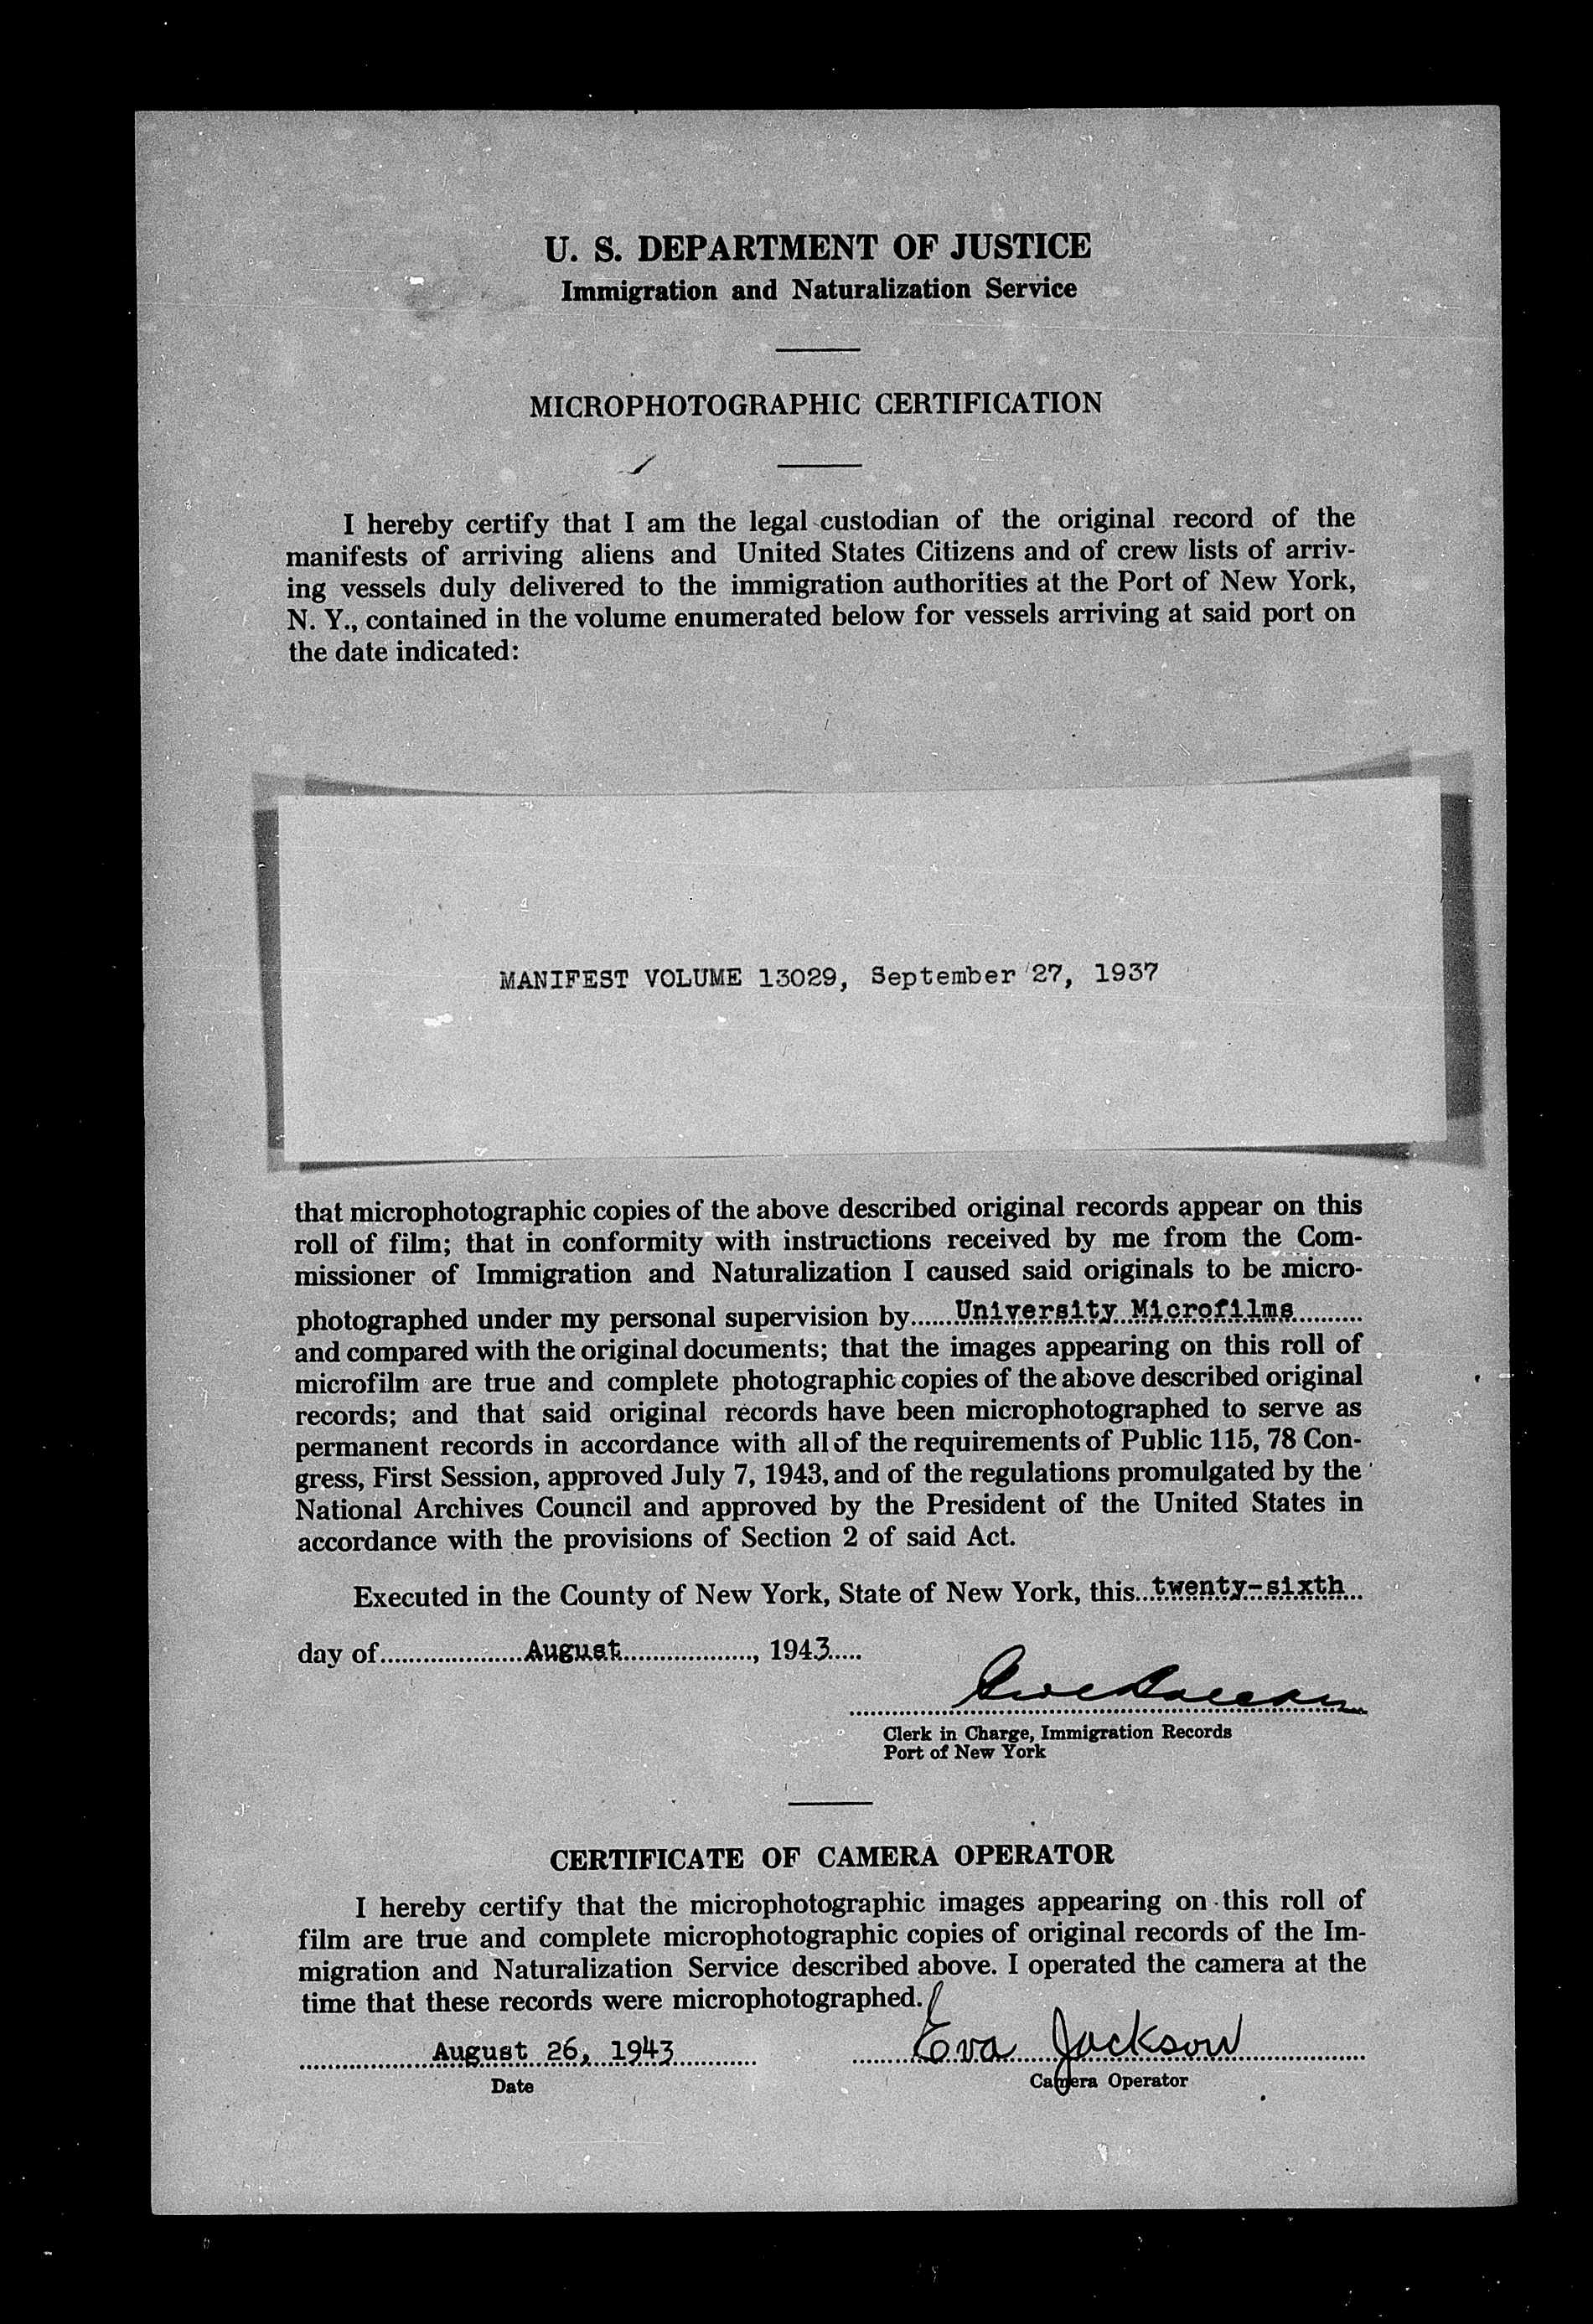 U. S. DEPARTMENT OF JUSTICE
Immigration and Naturalization Service
MICROPHOTOGRAPHIC CERTIFICATION
I hereby certify that I am the legal custodian of the original record of the
manifests of arriving aliens and United States Citizens and of crew lists of arriv-
ing vessels duly delivered to the immigration authorities at the Port of New York,
N. Y., contained in the volume enumerated below for vessels arriving at said port on
the date indicated:
MANIFEST VOLUME 13029, September 27, 1937
that microphotographic copies of the above described original records appear on this
roll of film; that in conformity with instructions received by me from the Com-
missioner of Immigration and Naturalization I caused said originals to be micro-
photographed under my personal supervision by......University Microfilms..........
and compared with the original documents; that the images appearing on this roll of
microfilm are true and complete photographic copies of the above described original
records; and that said original records have been microphotographed to serve as
permanent records in accordance with all of the requirements of Public 115, 78 Con-
gress, First Session, approved July 7, 1943, and of the regulations promulgated by the
National Archives Council and approved by the President of the United States in
accordance with the provisions of Section 2 of said Act.
Executed in the County of New York, State of New York, this...twenty-sixth...
day of.....................August..................., 1943.....
Clerk in Charge, Immigration Records
Port of New York
CERTIFICATE OF CAMERA OPERATOR
I hereby certify that the microphotographic images appearing on this roll of
film are true and complete microphotographic copies of original records of the Im-
migration and Naturalization Service described above. I operated the camera at the
time that these records were microphotographed.
August 26, 1943 Eva Jackson
Date Camera Operator